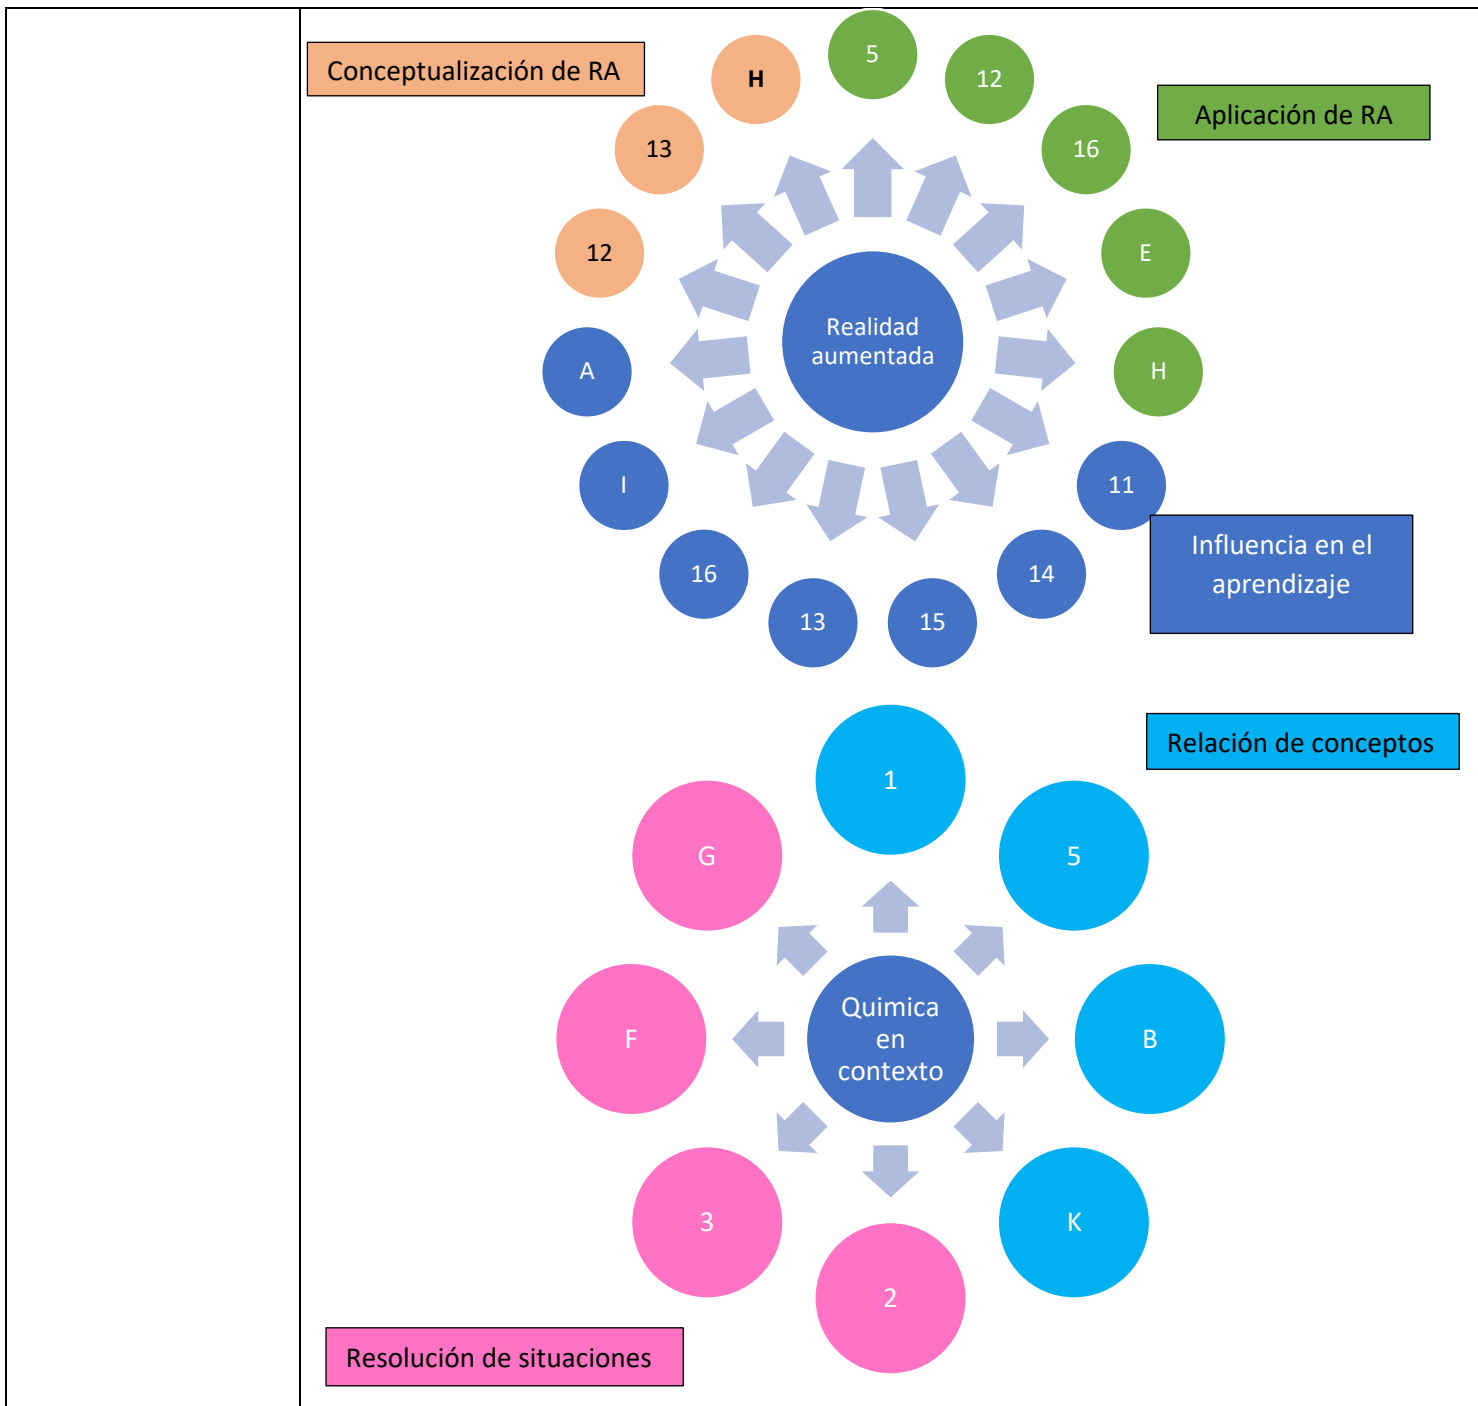 Conceptualización de RA
H
5
12
Aplicación de RA
13
16
12
E
Realidad
aumentada
A
H
I
11
Influencia en el
aprendizaje
16
14
13
15
Relación de conceptos
1
G
5
Quimica
en
contexto
F
B
3
K
2
Resolución de situaciones